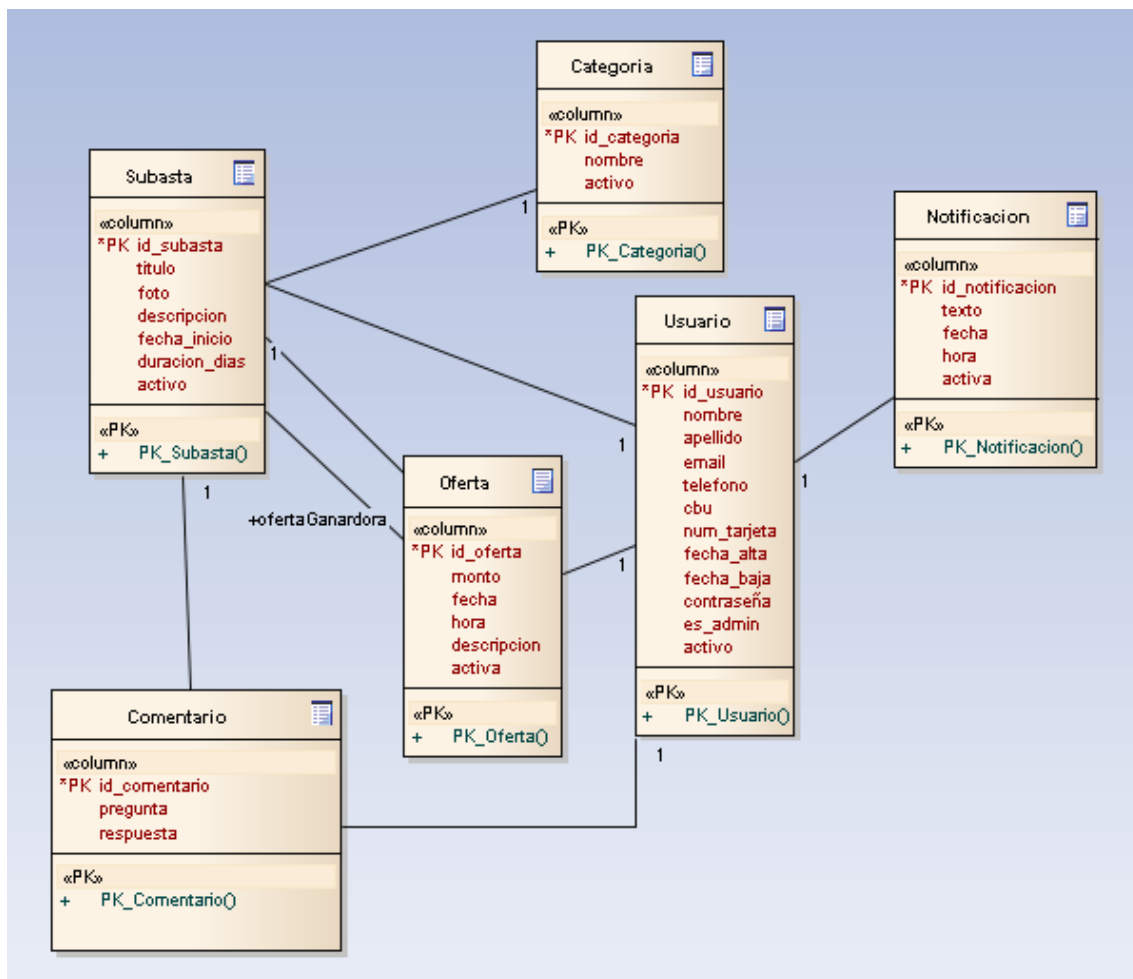 Categoria
«column»
*PK id_categoria
nombre
activo
«PK»
+ PK_Categoria()
1
Subasta
«column»
*PK id_subasta
titulo
foto
descripcion
fecha_inicio
duracion_dias
activo
«PK»
+ PK_Subasta()
1
1
Notificacion
«column»
*PK id_notificacion
texto
fecha
hora
activa
«PK»
+ PK_Notificacion()
Usuario
«column»
*PK id_usuario
nombre
apellido
email
telefono
cbu
num_tarjeta
fecha_alta
fecha_baja
contraseña
es_admin
activo
«PK»
+ PK_Usuario()
1
1
1
1
+ofertaGanardora
Oferta
«column»
*PK id_oferta
monto
fecha
hora
descripcion
activa
«PK»
+ PK_Oferta()
Comentario
«column»
*PK id_comentario
pregunta
respuesta
«PK»
+ PK_Comentario()